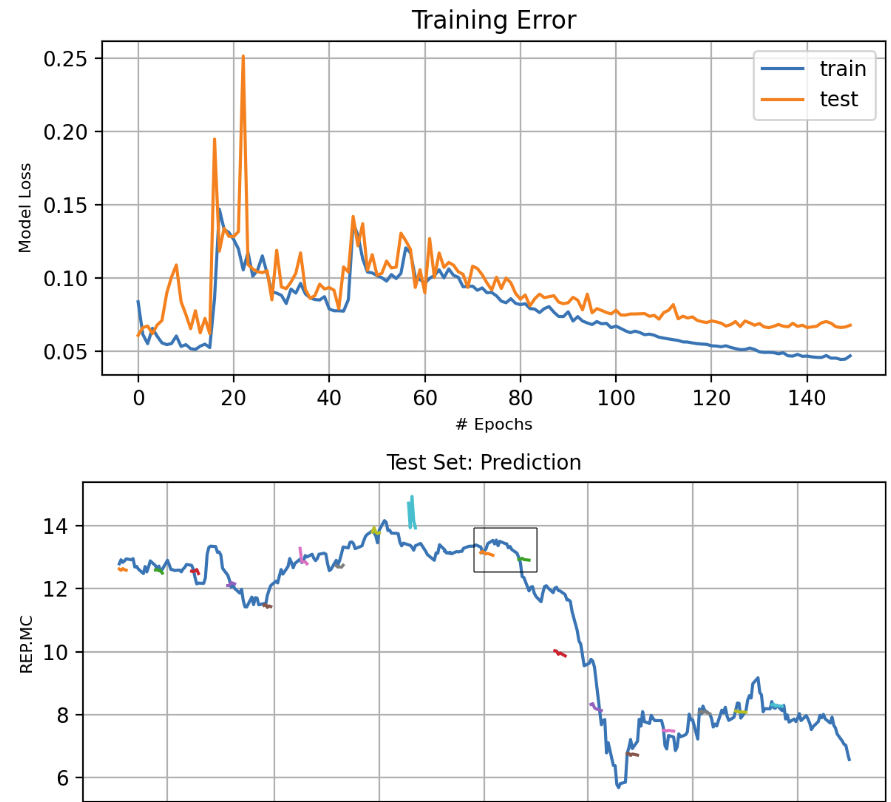 Training Error
0.25
0.20
0.15
0.10
0.05
Model Loss
train
test
0 20 40 60 80 100 120 140
# Epochs
Test Set: Prediction
14
12
10
8
6
REP.MC